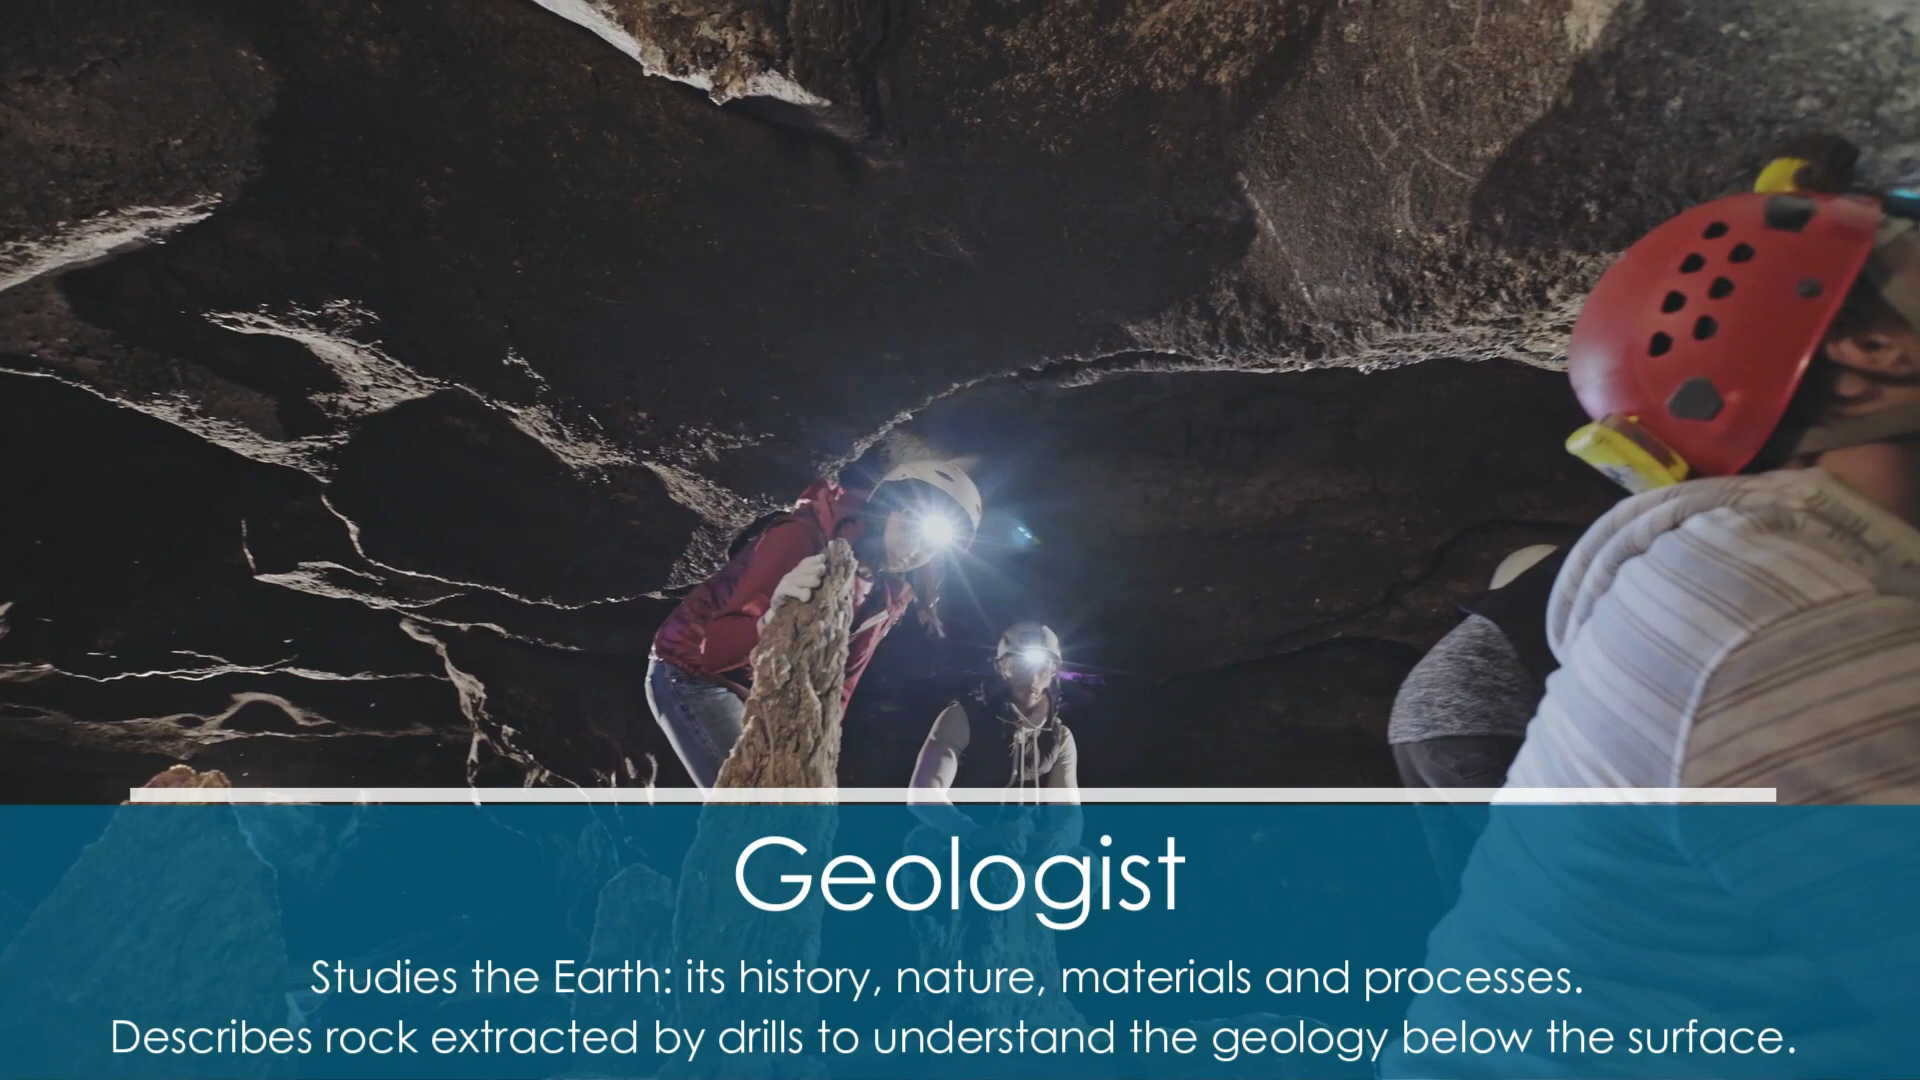 Geologist
Studies the Earth: its history, nature, materials and processes.
Describes rock extracted by drills to understand the geology below the surface.